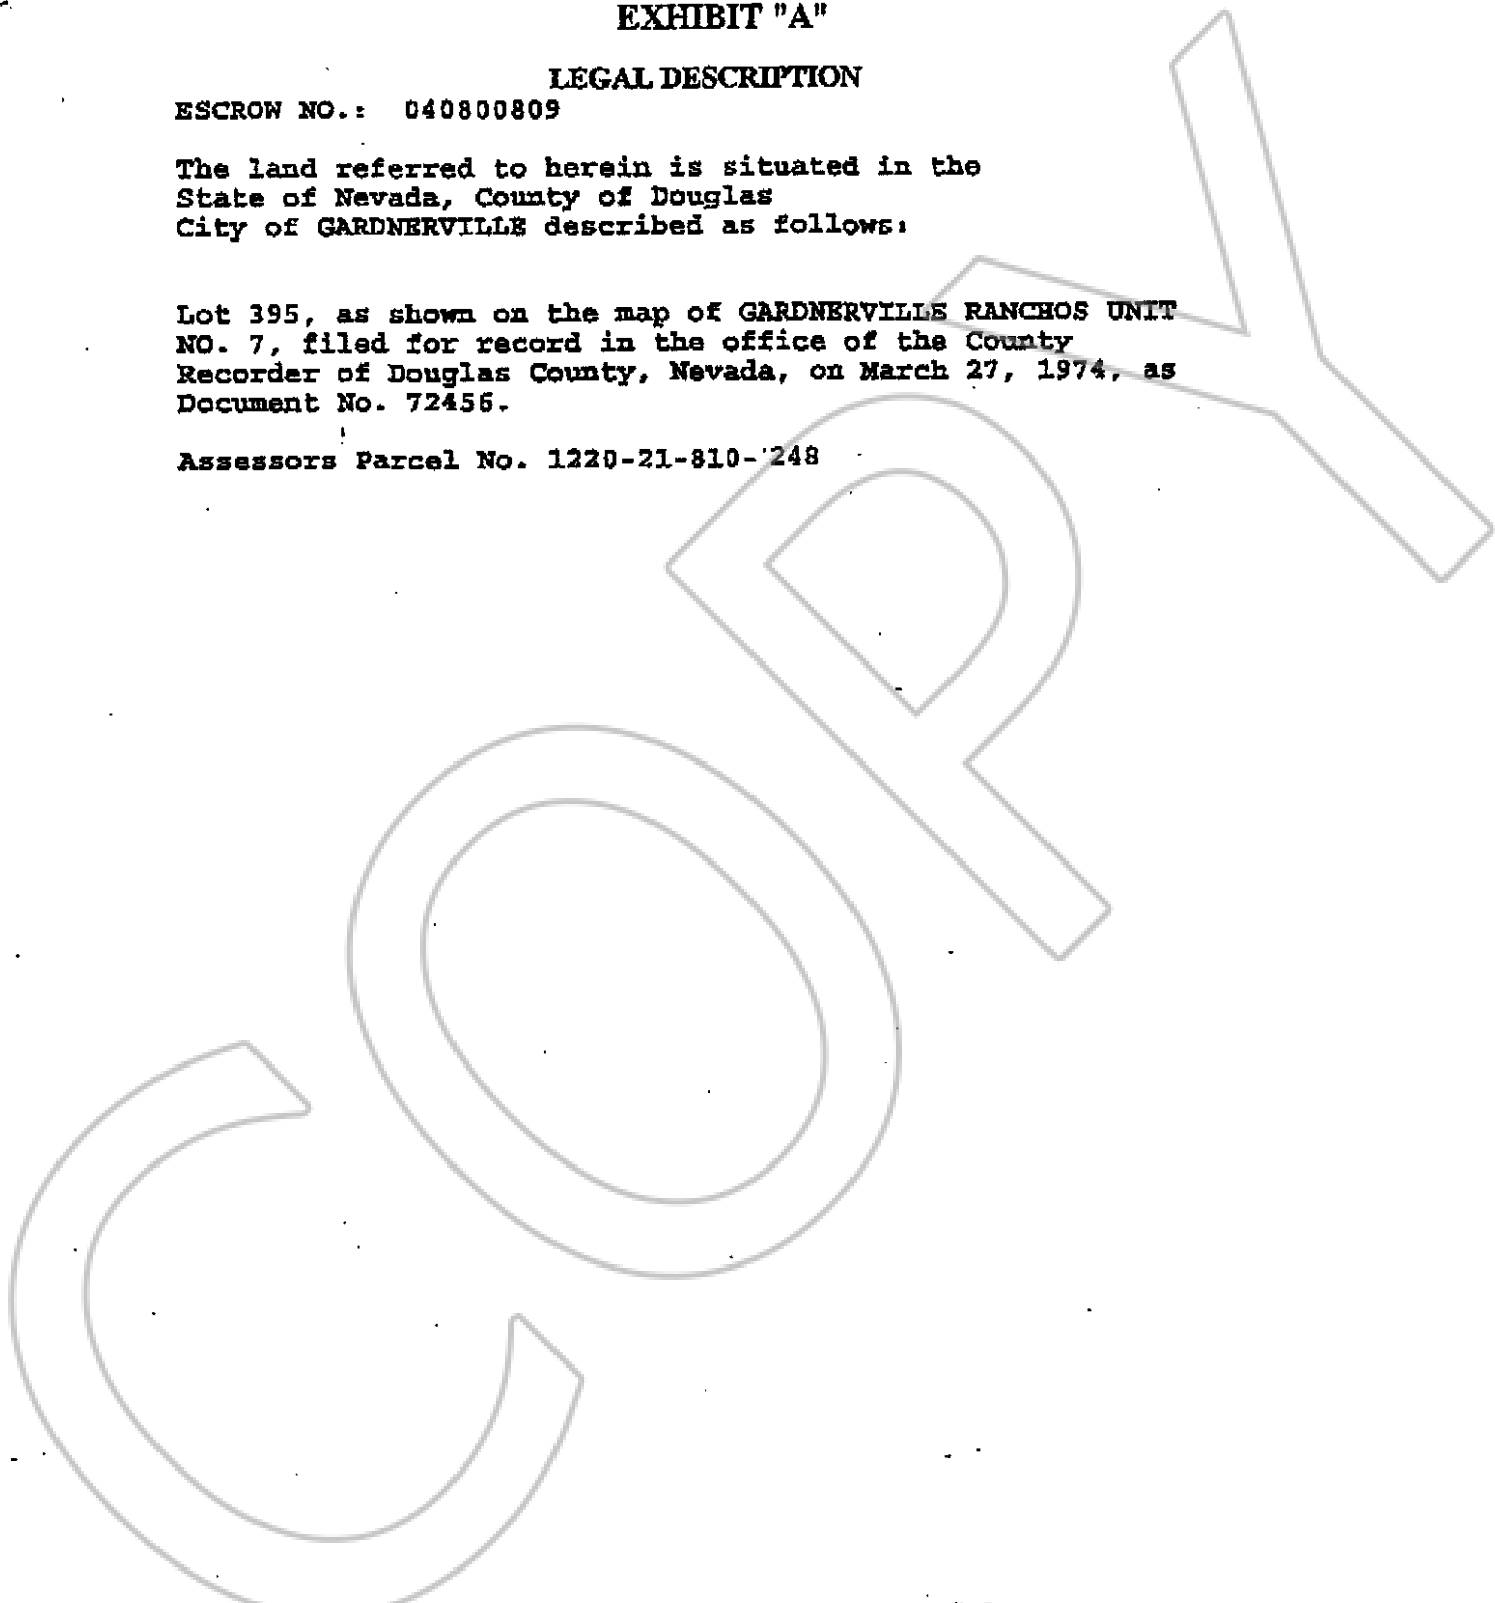 EXHIBIT "A"
LEGAL DESCRIPTION
ESCROW NO.: 040800809
The land referred to herein is situated in the
State of Nevada, County of Douglas
City of GARDNERVILLE described as follows:
Lot 395, as shown on the map of GARDNERVILLE RANCHOS UNIT
NO. 7, filed for record in the office of the County
Recorder of Douglas County, Nevada, on March 27, 1974, as
Document No. 72456.
Assessors Parcel No. 1220-21-810-248
COPY